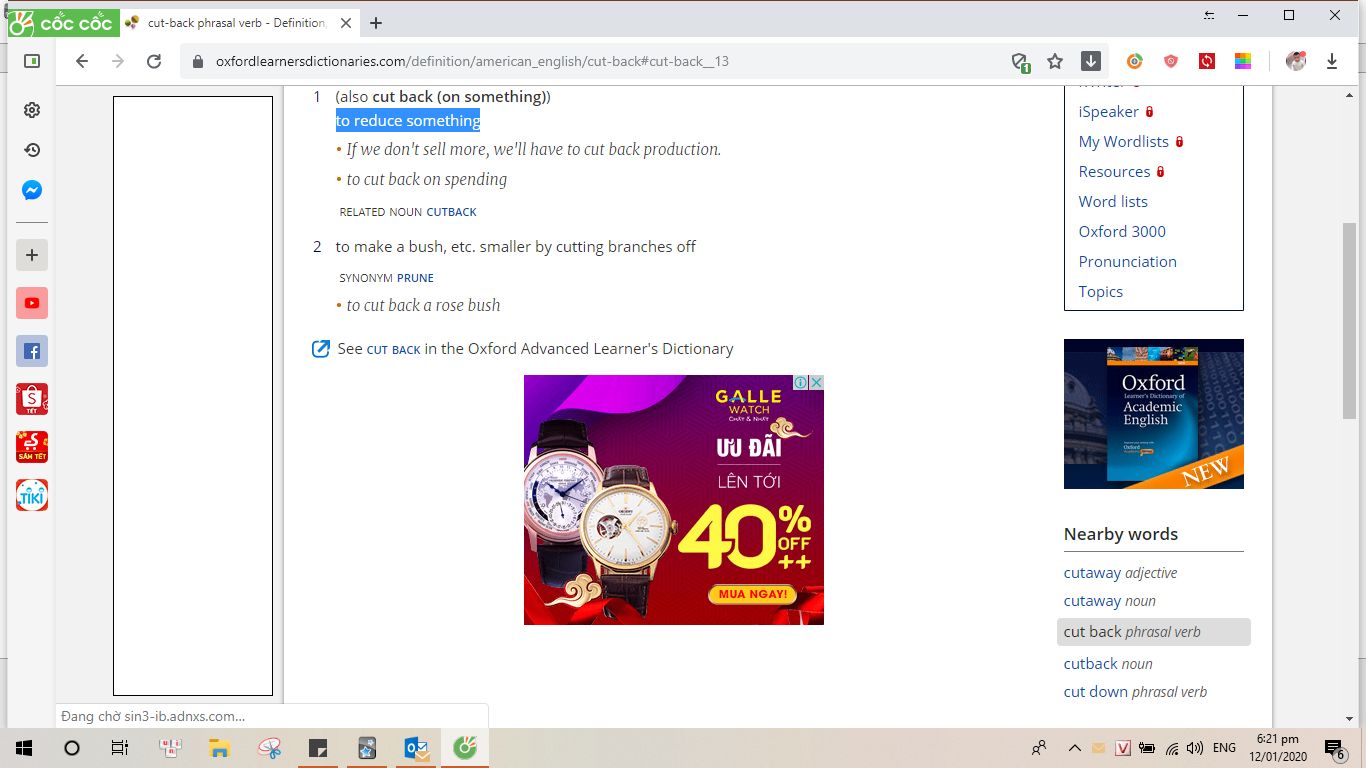 cốc cốc
cut-back phrasal verb - Definition,
oxfordlearnersdictionaries.com/definition/american_english/cut-back#cut-back__13
1
1 (also cut back (on something))
to reduce something
• If we don't sell more, we'll have to cut back production.
• to cut back on spending
RELATED NOUN CUTBACK
2 to make a bush, etc. smaller by cutting branches off
SYNONYM PRUNE
• to cut back a rose bush
See CUT BACK in the Oxford Advanced Learner's Dictionary
GALLE
WATCH
ƯU ĐÃI
LÊN TỚI
40%
OFF
++
MUA NGAY!
iSpeaker
My Wordlists
Resources
Word lists
Oxford 3000
Pronunciation
Topics
Oxford
Learner's Dictionary of
Academic
English
NEW
Nearby words
cutaway adjective
cutaway noun
cut back phrasal verb
cutback noun
cut down phrasal verb
TẾT
SẮM TẾT
TIKI
Đang chờ sin3-ib.adnxs.com...
ENG
6:21 pm
12/01/2020
6